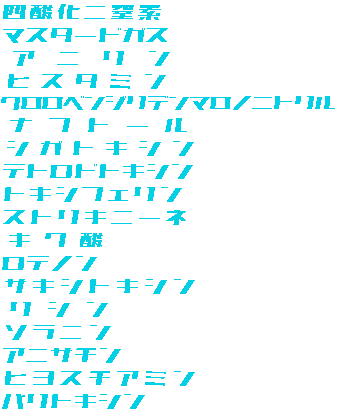 四酸化二窒素
マスタードガス
アニリン
ヒスタミン
クロロベンジリデンマロノニトリル
ナフトール
シガトキシン
テトロドトキシン
トキシフェリン
ストリキニーネ
キク酸
ロテノン
サキシトキシン
リシン
ソラニン
アニサチン
ヒヨスチアミン
パリトキシン